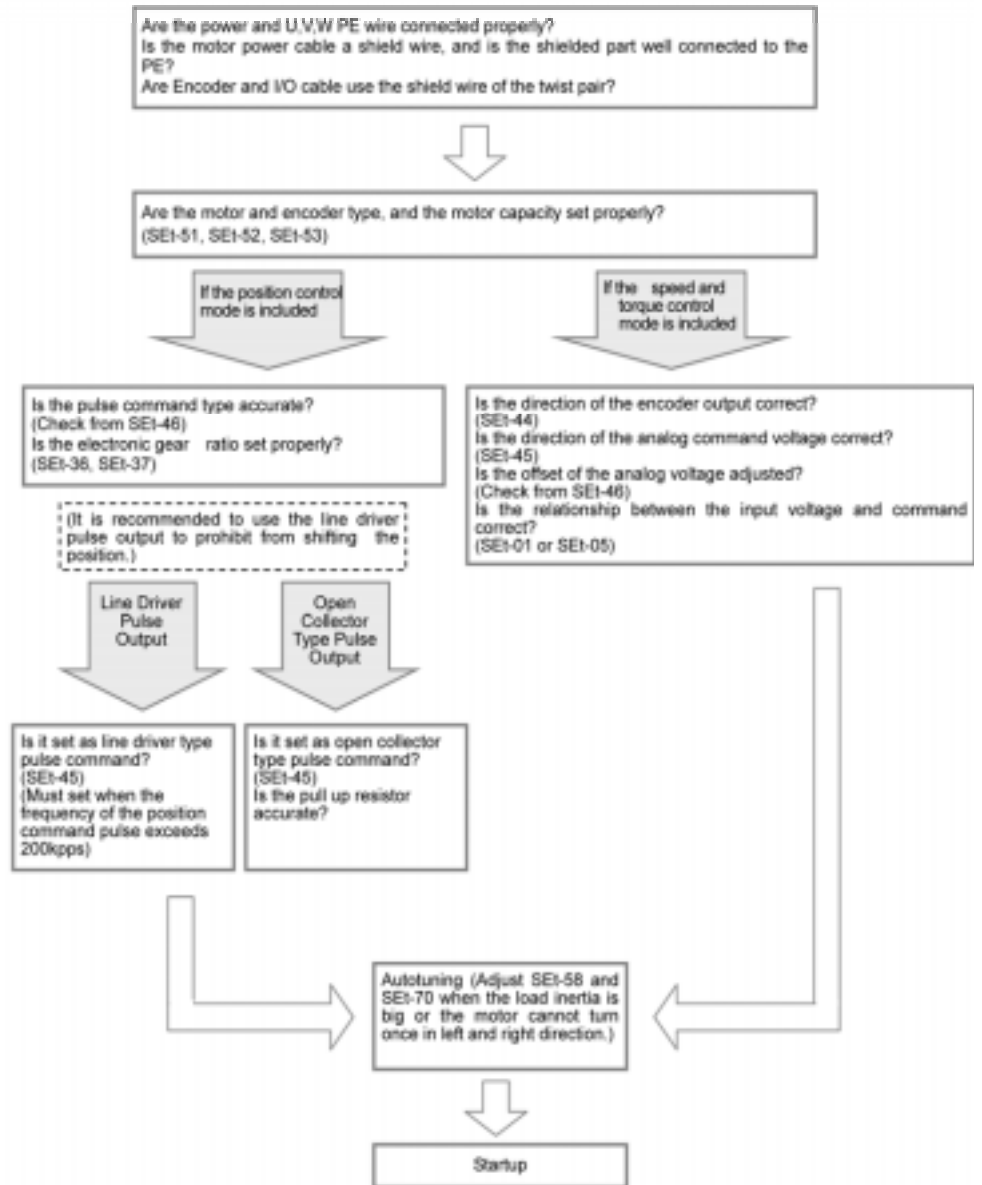 Are the power and U,V,W PE wire connected properly?
Is the motor power cable a shield wire, and is the shielded part well connected to the
PE?
Are Encoder and I/O cable use the shield wire of the twist pair?
Are the motor and encoder type, and the motor capacity set properly?
(SEt-51, SEt-52, SEt-53)
If the position control
mode is included
If the speed and
torque control
mode is included
Is the pulse command type accurate?
(Check from SEt-46)
Is the electronic gear ratio set properly?
(SEt-36, SEt-37)
(It is recommended to use the line driver
pulse output to prohibit from shifting the
position.)
Line Driver
Pulse
Output
Open
Collector
Type Pulse
Output
Is it set as line driver type
pulse command?
(SEt-45)
(Must set when the
frequency of the position
command pulse exceeds
200kpps)
Is it set as open collector
type pulse command?
(SEt-45)
Is the pull up resistor
accurate?
Is the direction of the encoder output correct?
(SEt-44)
Is the direction of the analog command voltage correct?
(SEt-45)
Is the offset of the analog voltage adjusted?
(Check from SEt-46)
Is the relationship between the input voltage and command
correct?
(SEt-01 or SEt-05)
Autotuning (Adjust SEt-58 and
SEt-70 when the load inertia is
big or the motor cannot turn
once in left and right direction.)
Startup